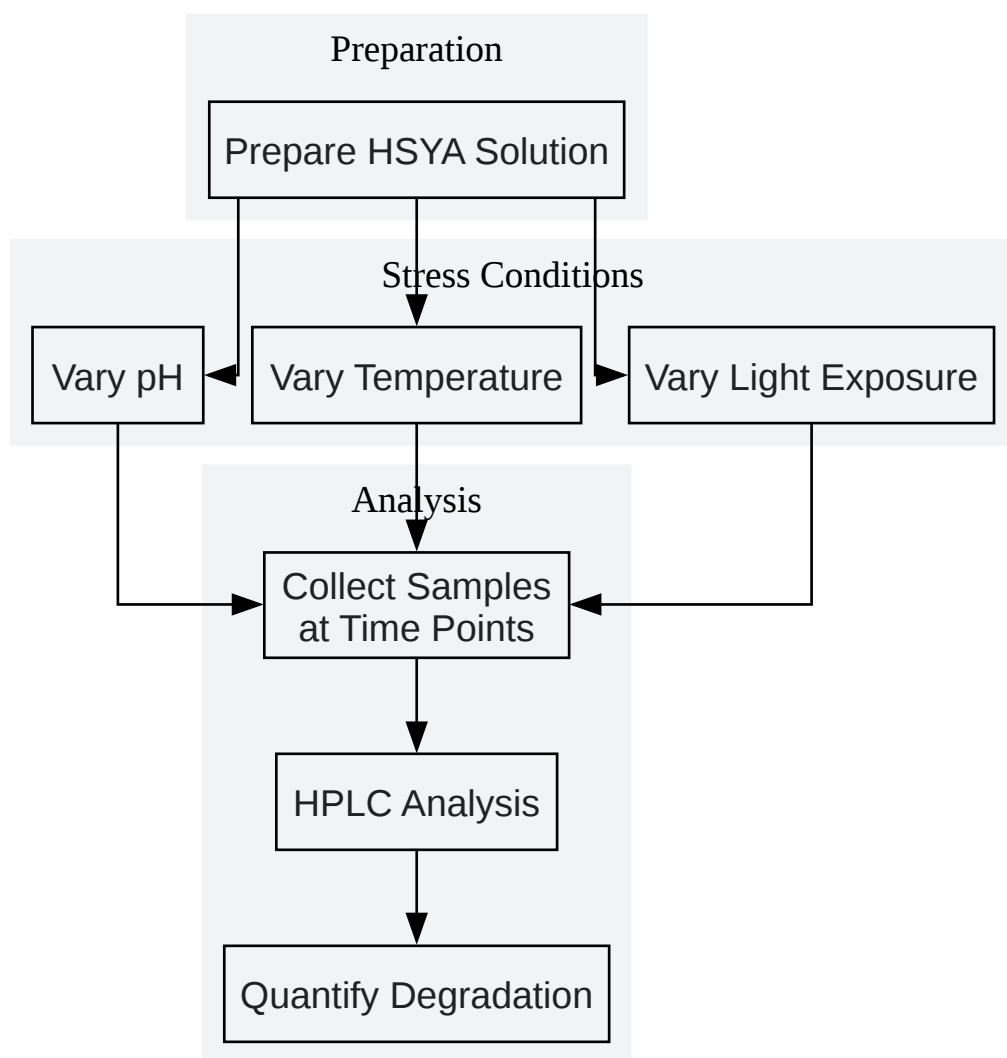 Preparation
Prepare HSYA Solution
Stress Conditions
Vary pH
Vary Temperature
Vary Light Exposure
Analysis
Collect Samples
at Time Points
HPLC Analysis
Quantify Degradation